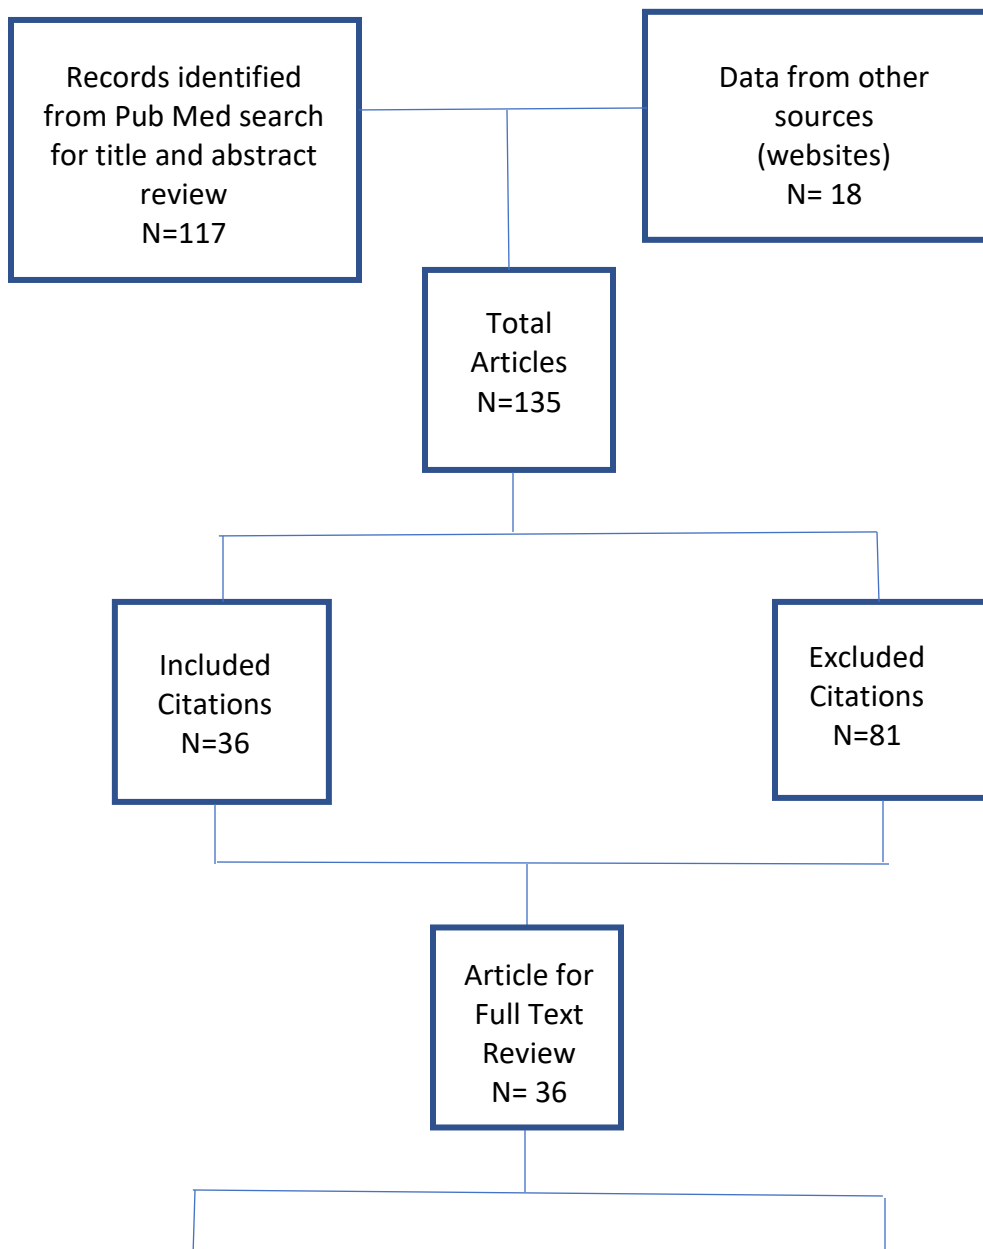 Records identified
from Pub Med search
for title and abstract
review
N=117
Data from other
sources
(websites)
N= 18
Total
Articles
N=135
Included
Citations
N=36
Excluded
Citations
N=81
Article for
Full Text
Review
N= 36